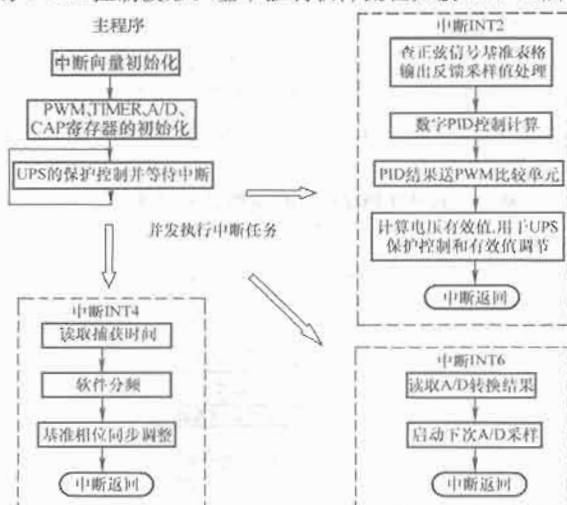 主程序
中断向量初始化
PWM,TIMER,A/D、
CAP寄存器的初始化
UPS的保护控制并等待中断
并发执行中断任务
中断INT2
查正弦信号基准表格
输出反馈采样值处理
数字PID控制计算
PID结果送PWM比较单元
计算电压有效值,用于UPS
保护控制和有效值调节
中断返回
中断INT4
读取捕获时间
软件分频
基准相位同步调整
中断返回
中断INT6
读取A/D转换结果
启动下次A/D采样
中断返回